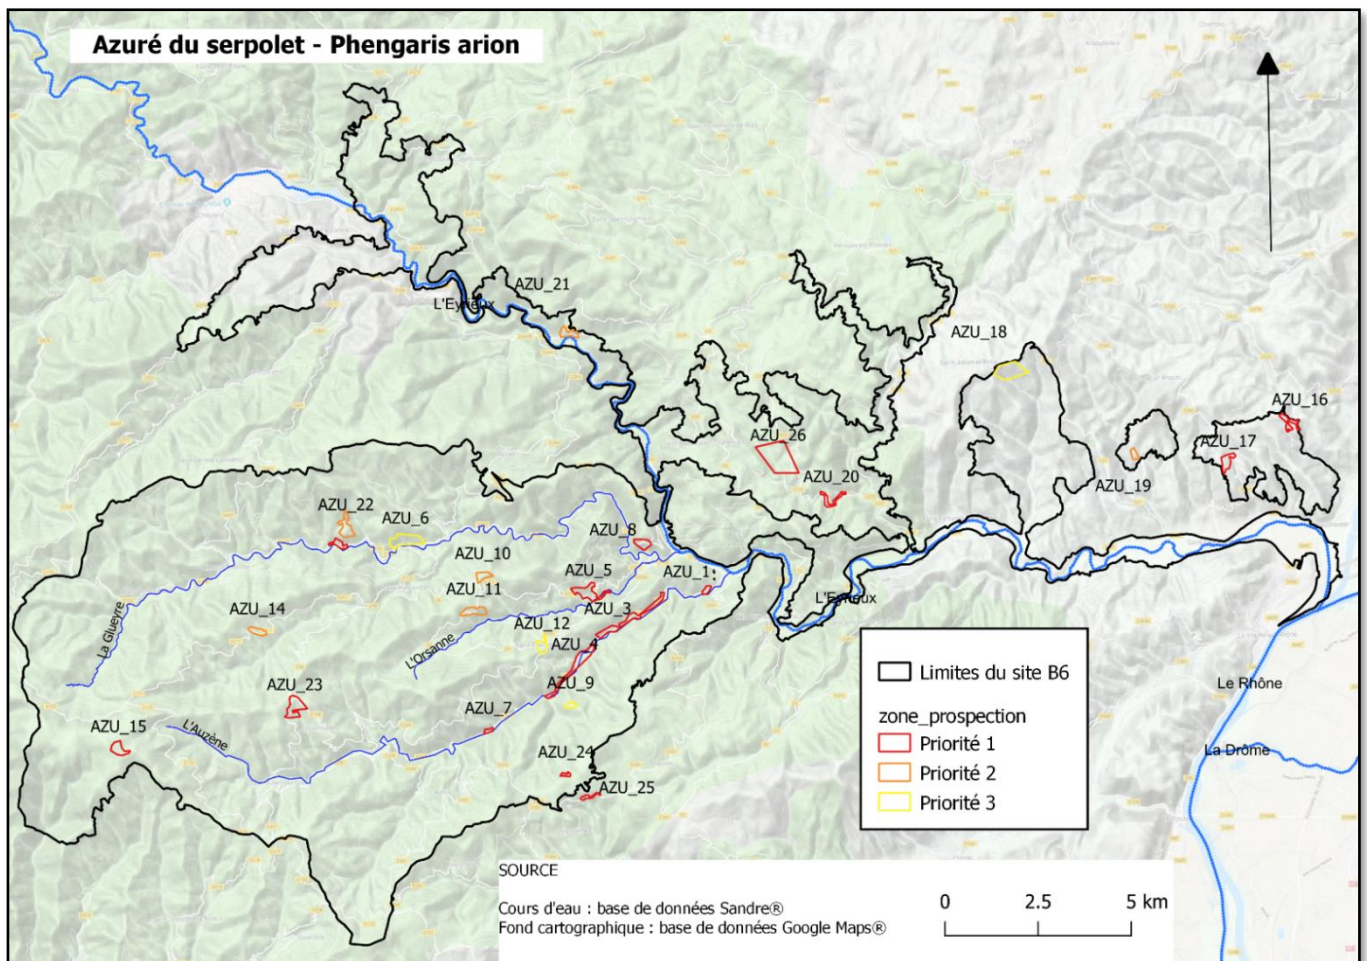 Azuré du serpolet - Phengaris arion
AZU_21
L'Eyrieux
AZU_18
AZU_16
AZU_26
AZU_17
AZU_20
AZU_19
AZU_22
AZU_6
AZU_8
AZU_10
AZU_5
AZU_1
AZU_11
AZU_3
L'Eyrieux
La Glueyre
AZU_14
AZU_12
L'Orsanne
AZU_4
AZU_23
AZU_9
AZU_7
AZU_15
L'Auzène
AZU_24
AZU_25
Limites du site B6
zone_prospection
Priorité 1
Priorité 2
Priorité 3
Le Rhône
La Drôme
SOURCE
Cours d'eau : base de données Sandre®
Fond cartographique : base de données Google Maps®
0 2.5 5 km